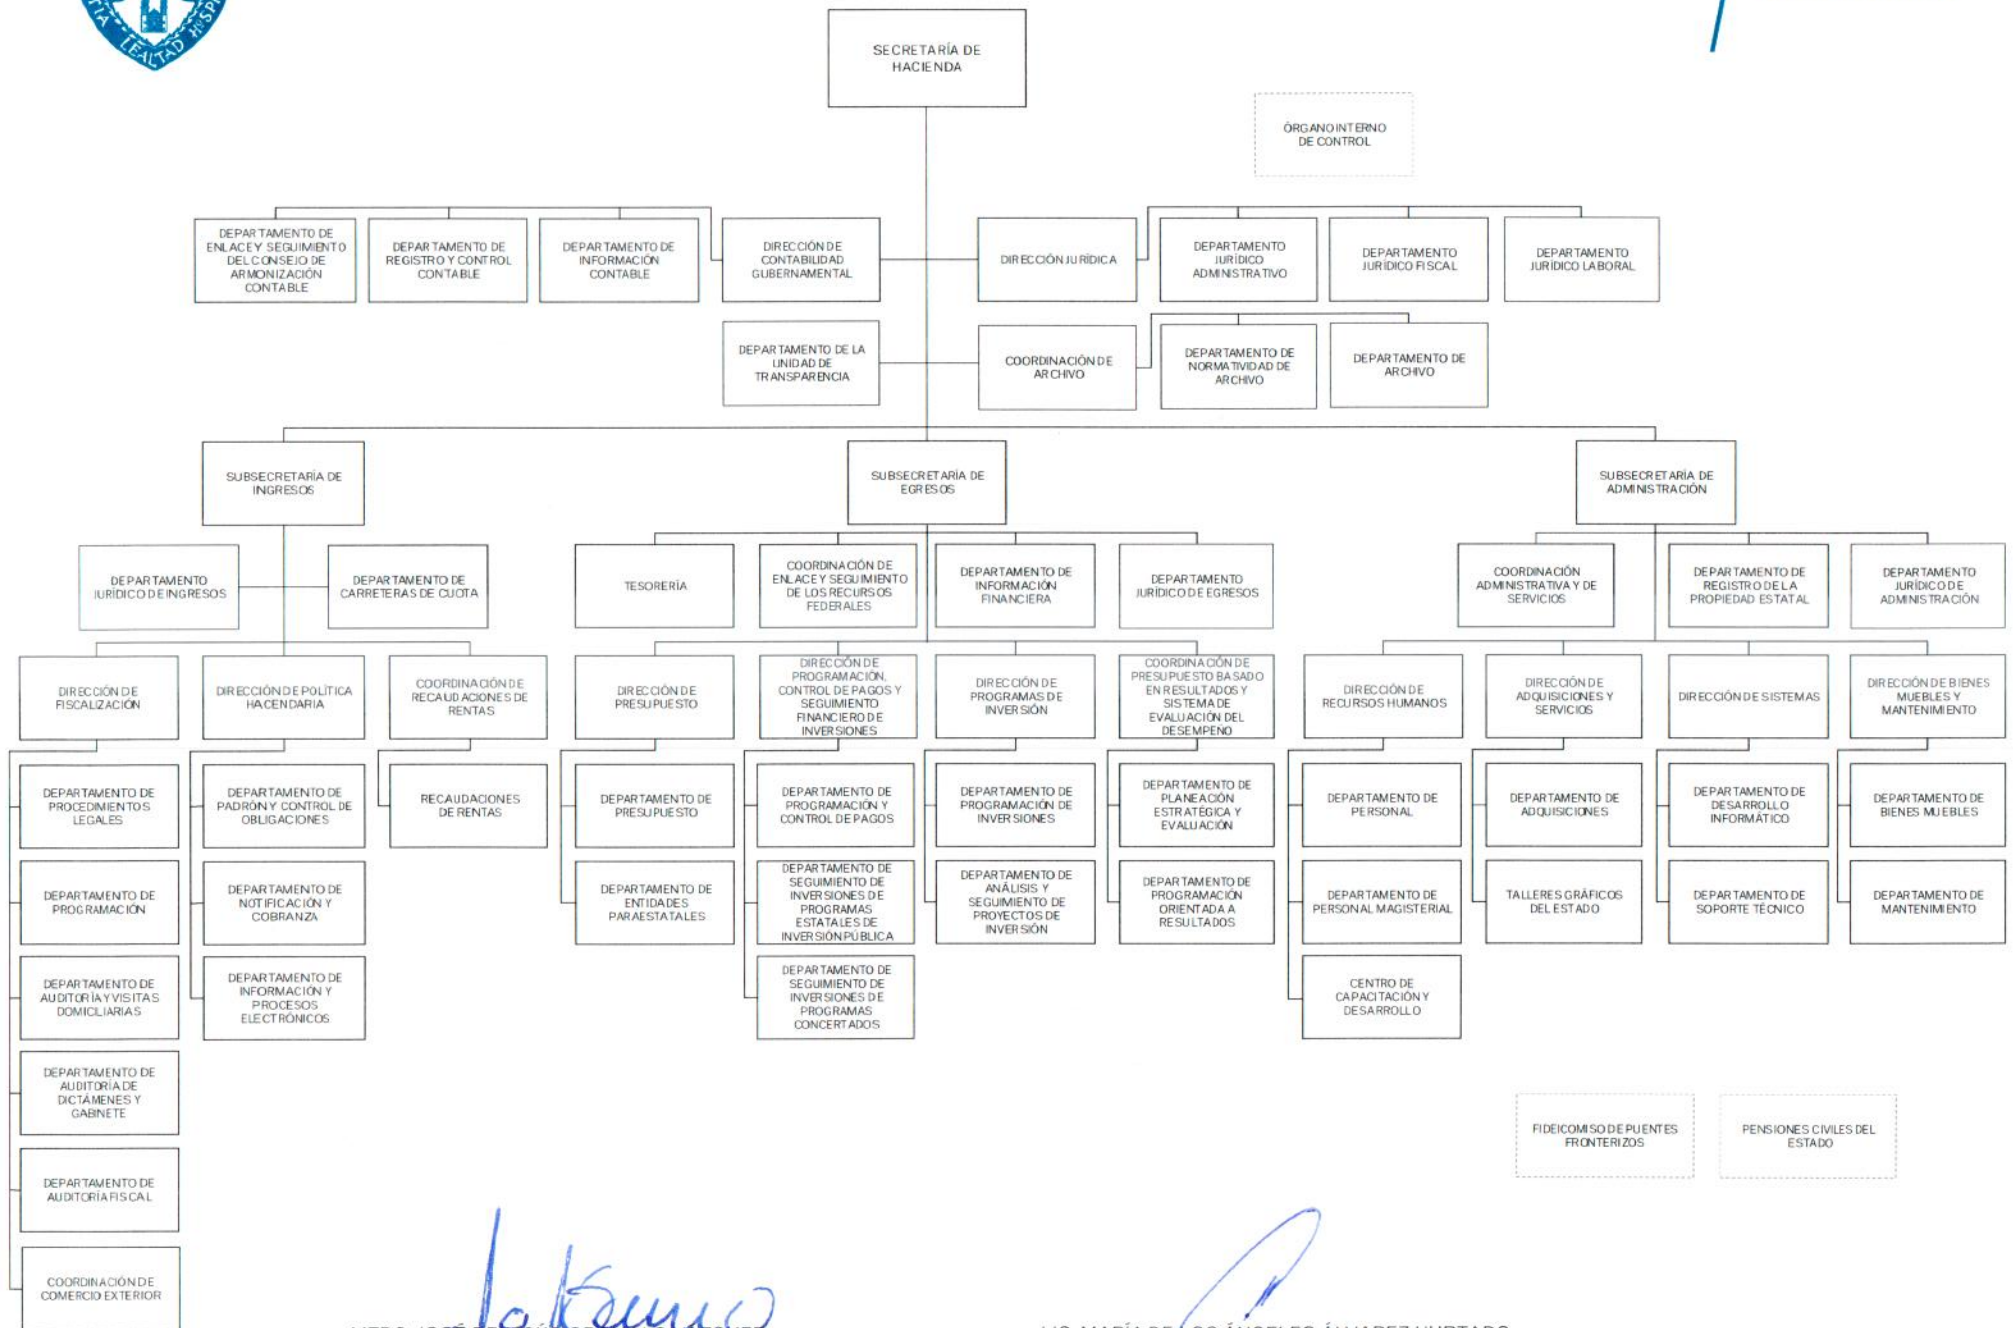 LEALTAD
SECRETARÍA DE
HACIENDA
ÓRGANO INTERNO
DE CONTROL
DEPARTAMENTO DE
ENLACE Y SEGUIMIENTO
DEL CONSEJO DE
ARMONIZACIÓN
CONTABLE
DEPARTAMENTO DE
REGISTRO Y CONTROL
CONTABLE
DEPARTAMENTO DE
INFORMACIÓN
CONTABLE
DIRECCIÓN DE
CONTABILIDAD
GUBERNAMENTAL
DIRECCIÓN JURÍDICA
DEPARTAMENTO
JURÍDICO
ADMINISTRATIVO
DEPARTAMENTO
JURÍDICO FISCAL
DEPARTAMENTO
JURÍDICO LABORAL
DEPARTAMENTO DE LA
UNIDAD DE
TRANSPARENCIA
COORDINACIÓN DE
ARCHIVO
DEPARTAMENTO DE
NORMATIVIDAD DE
ARCHIVO
DEPARTAMENTO DE
ARCHIVO
SUBSECRETARÍA DE
INGRESOS
SUBSECRETARÍA DE
EGRESOS
SUBSECRETARÍA DE
ADMINISTRACIÓN
DEPARTAMENTO
JURÍDICO DE INGRESOS
DEPARTAMENTO DE
CARRETERAS DE CUOTA
TESORERÍA
COORDINACIÓN DE
ENLACE Y SEGUIMIENTO
DE LOS RECURSOS
FEDERALES
DEPARTAMENTO DE
INFORMACIÓN
FINANCIERA
DEPARTAMENTO
JURÍDICO DE EGRESOS
COORDINACIÓN
ADMINISTRATIVA Y DE
SERVICIOS
DEPARTAMENTO DE
REGISTRO DE LA
PROPIEDAD ESTATAL
DEPARTAMENTO
JURÍDICO DE
ADMINISTRACIÓN
DIRECCIÓN DE
FISCALIZACIÓN
DIRECCIÓN DE POLÍTICA
HACENDARIA
COORDINACIÓN DE
RECAUDACIONES DE
RENTAS
DIRECCIÓN DE
PRESUPUESTO
DIRECCIÓN DE
PROGRAMACIÓN,
CONTROL DE PAGOS Y
SEGUIMIENTO
FINANCIERO DE
INVERSIONES
DIRECCIÓN DE
PROGRAMAS DE
INVERSIÓN
COORDINACIÓN DE
PRESUPUESTO BASADO
EN RESULTADOS Y
SISTEMA DE
EVALUACIÓN DEL
DESEMPEÑO
DIRECCIÓN DE
RECURSOS HUMANOS
DIRECCIÓN DE
ADQUISICIONES Y
SERVICIOS
DIRECCIÓN DE SISTEMAS
DIRECCIÓN DE BIENES
MUEBLES Y
MANTENIMIENTO
DEPARTAMENTO DE
PROCEDIMIENTOS
LEGALES
DEPARTAMENTO DE
PADRÓN Y CONTROL DE
OBLIGACIONES
RECAUDACIONES
DE RENTAS
DEPARTAMENTO DE
PRESUPUESTO
DEPARTAMENTO DE
PROGRAMACIÓN Y
CONTROL DE PAGOS
DEPARTAMENTO DE
PROGRAMACIÓN DE
INVERSIONES
DEPARTAMENTO DE
PLANEACIÓN
ESTRATÉGICA Y
EVALUACIÓN
DEPARTAMENTO DE
PERSONAL
DEPARTAMENTO DE
ADQUISICIONES
DEPARTAMENTO DE
DESARROLLO
INFORMÁTICO
DEPARTAMENTO DE
BIENES MUEBLES
DEPARTAMENTO DE
PROGRAMACIÓN
DEPARTAMENTO DE
NOTIFICACIÓN Y
COBRANZA
DEPARTAMENTO DE
ENTIDADES
PARAESTATALES
DEPARTAMENTO DE
SEGUIMIENTO DE
INVERSIONES DE
PROGRAMAS
ESTATALES DE
INVERSIÓN PÚBLICA
DEPARTAMENTO DE
ANÁLISIS Y
SEGUIMIENTO DE
PROYECTOS DE
INVERSIÓN
DEPARTAMENTO DE
PROGRAMACIÓN
ORIENTADA A
RESULTADOS
DEPARTAMENTO DE
PERSONAL MAGISTERIAL
TALLERES GRÁFICOS
DEL ESTADO
DEPARTAMENTO DE
SOPORTE TÉCNICO
DEPARTAMENTO DE
MANTENIMIENTO
DEPARTAMENTO DE
AUDITORÍA Y VISITAS
DOMICILIARIAS
DEPARTAMENTO DE
INFORMACIÓN Y
PROCESOS
ELECTRÓNICOS
DEPARTAMENTO DE
SEGUIMIENTO DE
INVERSIONES DE
PROGRAMAS
CONCERTADOS
CENTRO DE
CAPACITACIÓN Y
DESARROLLO
DEPARTAMENTO DE
AUDITORÍA DE
DICTÁMENES Y
GABINETE
FIDEICOMISO DE PUENTES
FRONTERIZOS
PENSIONES CIVILES DEL
ESTADO
DEPARTAMENTO DE
AUDITORÍA FISCAL
COORDINACIÓN DE
COMERCIO EXTERIOR
MTRO. JOSÉ DE
LIC. MARÍA DE LOS ÁNGELES ÁLVAREZ HURTADO